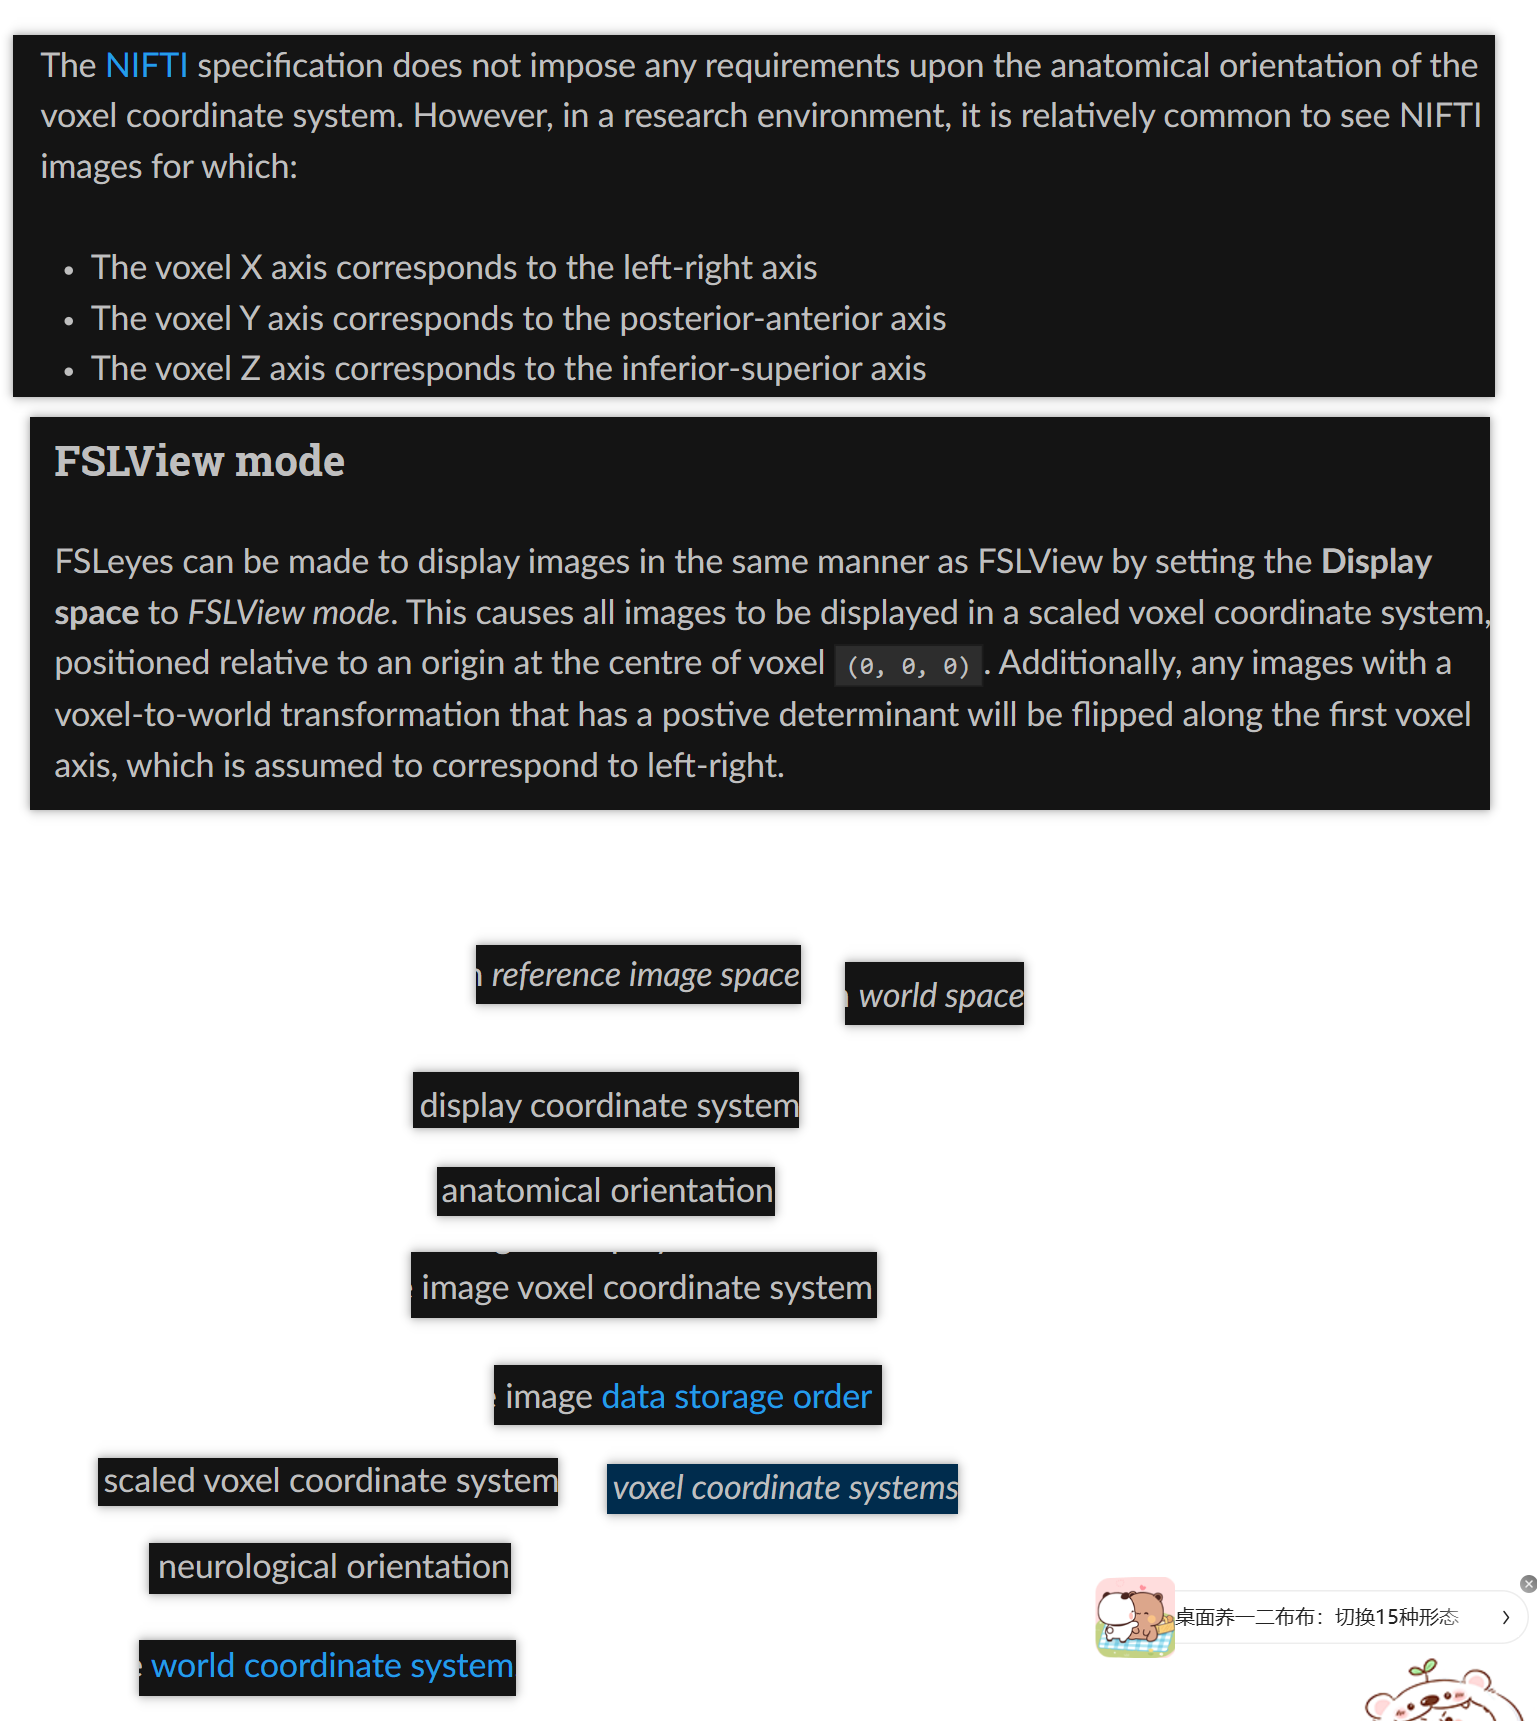 The NIFTI specification does not impose any requirements upon the anatomical orientation of the
voxel coordinate system. However, in a research environment, it is relatively common to see NIFTI
images for which:
• The voxel X axis corresponds to the left-right axis
• The voxel Y axis corresponds to the posterior-anterior axis
• The voxel Z axis corresponds to the inferior-superior axis
FSLView mode
FSLeyes can be made to display images in the same manner as FSLView by setting the Display
space to FSLView mode. This causes all images to be displayed in a scaled voxel coordinate system,
positioned relative to an origin at the centre of voxel (0, 0, 0). Additionally, any images with a
voxel-to-world transformation that has a postive determinant will be flipped along the first voxel
axis, which is assumed to correspond to left-right.
reference image space
world space
display coordinate system
anatomical orientation
image voxel coordinate system
image data storage order
scaled voxel coordinate system
voxel coordinate systems
neurological orientation
桌面养一二布布：切换15种形态
world coordinate system